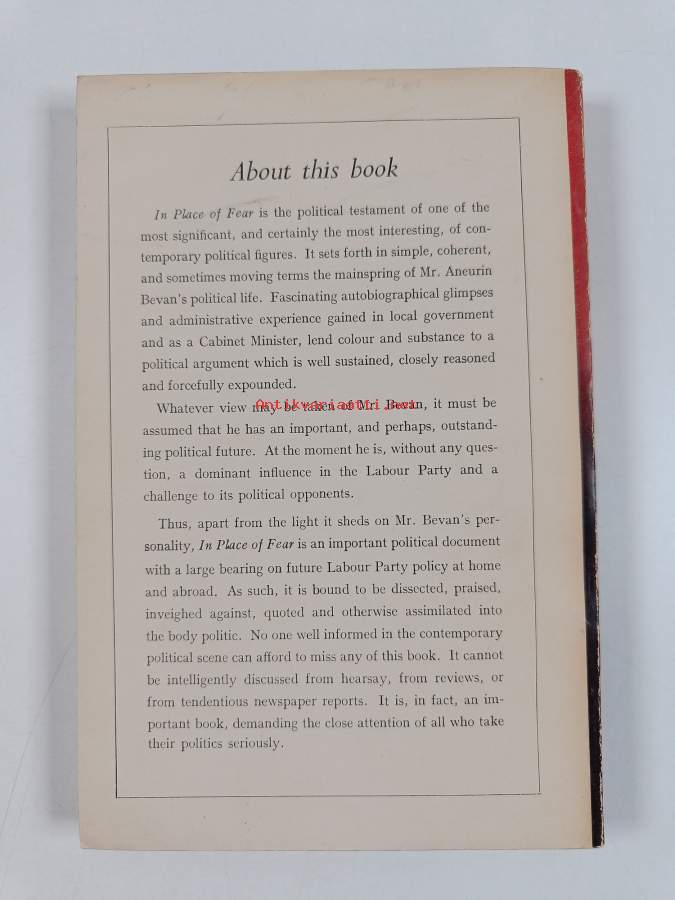 About this book
In Place of Fear is the political testament of one of the
most significant, and certainly the most interesting, of con-
temporary political figures. It sets forth in simple, coherent,
and sometimes moving terms the mainspring of Mr. Aneurin
Bevan's political life. Fascinating autobiographical glimpses
and administrative experience gained in local government
and as a Cabinet Minister, lend colour and substance to a
political argument which is well sustained, closely reasoned
and forcefully expounded.
Whatever view may be taken of Mr. Bevan, it must be
Antikvariaatti.net
assumed that he has an important, and perhaps, outstand-
ing political future. At the moment he is, without any ques-
tion, a dominant influence in the Labour Party and a
challenge to its political opponents.
Thus, apart from the light it sheds on Mr. Bevan's per-
sonality, In Place of Fear is an important political document
with a large bearing on future Labour Party policy at home
and abroad. As such, it is bound to be dissected, praised,
inveighed against, quoted and otherwise assimilated into
the body politic. No one well informed in the contemporary
political scene can afford to miss any of this book. It cannot
be intelligently discussed from hearsay, from reviews, or
from tendentious newspaper reports. It is, in fact, an im-
portant book, demanding the close attention of all who take
their politics seriously.